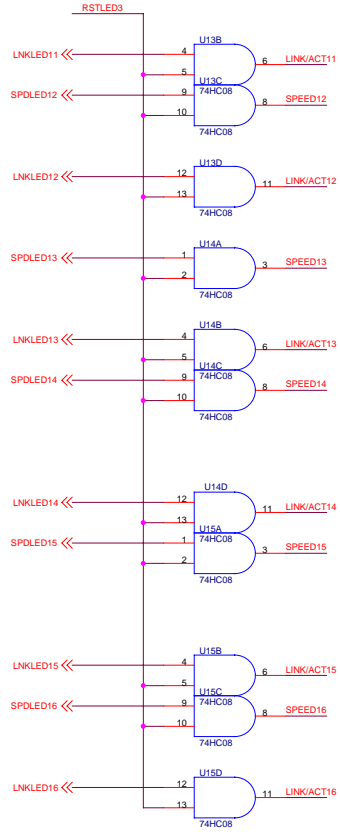 RSTLED3
U13B
LNKLED11 4 6 LINK/ACT11
5
U13C
SPDLED12 9 74HC08
8 SPEED12
10
74HC08
LNKLED12 12 U13D
11 LINK/ACT12
13
74HC08
U14A
SPDLED13 1
3 SPEED13
2
74HC08
U14B
LNKLED13 4
6 LINK/ACT13
5
U14C
SPDLED14 9 74HC08
8 SPEED14
10
74HC08
U14D
LNKLED14 12
11 LINK/ACT14
13
U15A
SPDLED15 1 74HC08
3 SPEED15
2
74HC08
U15B
LNKLED15 4
6 LINK/ACT15
5
U15C
SPDLED16 9 74HC08
8 SPEED16
10
74HC08
U15D
LNKLED16 12
11 LINK/ACT16
13
74HC08